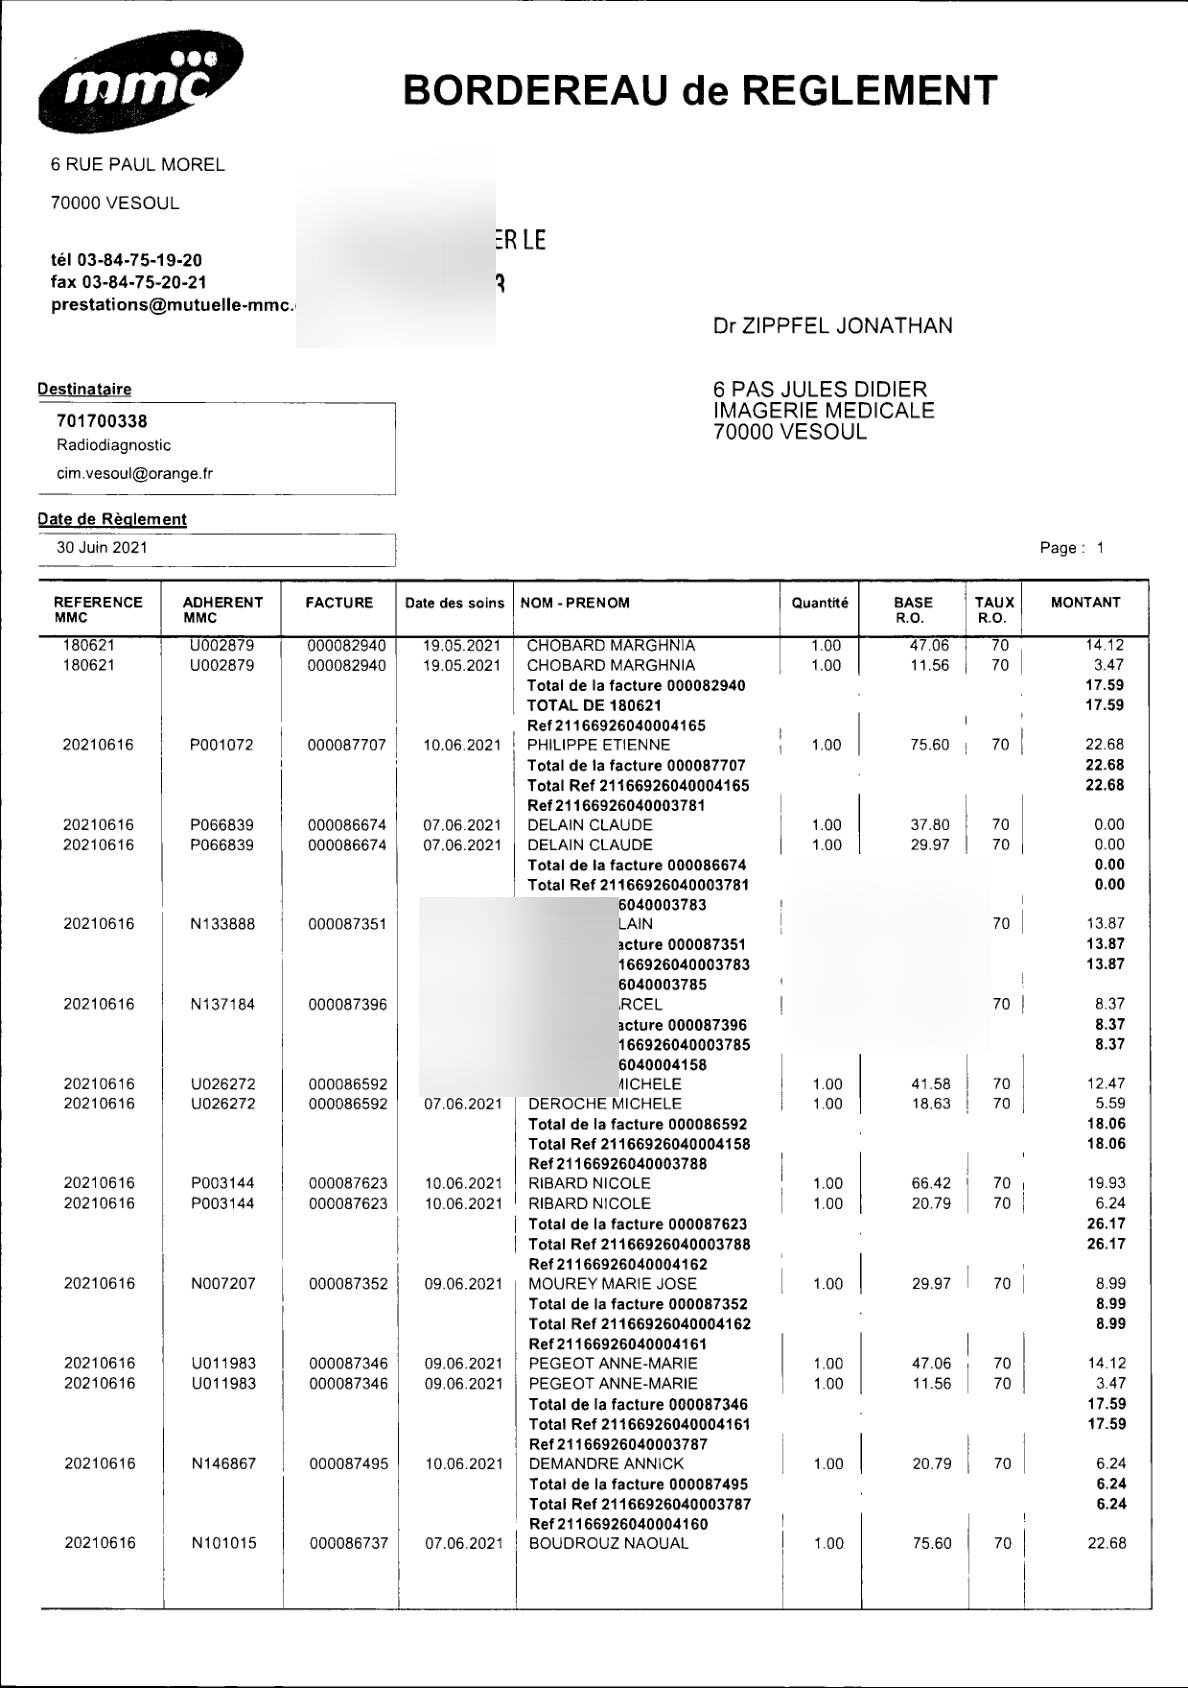 mmc
BORDEREAU de REGLEMENT
6 RUE PAUL MOREL
70000 VESOUL
ER LE
tél 03-84-75-19-20
fax 03-84-75-20-21
prestations@mutuelle-mmc.
Dr ZIPPFEL JONATHAN
6 PAS JULES DIDIER
IMAGERIE MEDICALE
70000 VESOUL
Destinataire
701700338
Radiodiagnostic
cim.vesoul@orange.fr
Date de Règlement
30 Juin 2021
Page : 1
REFERENCE MMC ADHERENT MMC FACTURE Date des soins NOM - PRENOM Quantité BASE R.O. TAUX R.O. MONTANT
180621 U002879 000082940 19.05.2021 CHOBARD MARGHNIA 1.00 47.06 70 14.12
180621 U002879 000082940 19.05.2021 CHOBARD MARGHNIA 1.00 11.56 70 3.47
Total de la facture 000082940 17.59
TOTAL DE 180621 17.59
Ref 21166926040004165
20210616 P001072 000087707 10.06.2021 PHILIPPE ETIENNE 1.00 75.60 70 22.68
Total de la facture 000087707 22.68
Total Ref 21166926040004165 22.68
Ref 21166926040003781
20210616 P066839 000086674 07.06.2021 DELAIN CLAUDE 1.00 37.80 70 0.00
20210616 P066839 000086674 07.06.2021 DELAIN CLAUDE 1.00 29.97 70 0.00
Total de la facture 000086674 0.00
Total Ref 21166926040003781 0.00
6040003783
20210616 N133888 000087351 LAIN 70 13.87
acture 000087351 13.87
166926040003783 13.87
6040003785
20210616 N137184 000087396 RCEL 70 8.37
acture 000087396 8.37
166926040003785 8.37
6040004158
20210616 U026272 000086592 MICHELE 1.00 41.58 70 12.47
20210616 U026272 000086592 07.06.2021 DEROCHE MICHELE 1.00 18.63 70 5.59
Total de la facture 000086592 18.06
Total Ref 21166926040004158 18.06
Ref 21166926040003788
20210616 P003144 000087623 10.06.2021 RIBARD NICOLE 1.00 66.42 70 19.93
20210616 P003144 000087623 10.06.2021 RIBARD NICOLE 1.00 20.79 70 6.24
Total de la facture 000087623 26.17
Total Ref 21166926040003788 26.17
Ref 21166926040004162
20210616 N007207 000087352 09.06.2021 MOUREY MARIE JOSE 1.00 29.97 70 8.99
Total de la facture 000087352 8.99
Total Ref 21166926040004162 8.99
Ref 21166926040004161
20210616 U011983 000087346 09.06.2021 PEGEOT ANNE-MARIE 1.00 47.06 70 14.12
20210616 U011983 000087346 09.06.2021 PEGEOT ANNE-MARIE 1.00 11.56 70 3.47
Total de la facture 000087346 17.59
Total Ref 21166926040004161 17.59
Ref 21166926040003787
20210616 N146867 000087495 10.06.2021 DEMANDRE ANNICK 1.00 20.79 70 6.24
Total de la facture 000087495 6.24
Total Ref 21166926040003787 6.24
Ref 21166926040004160
20210616 N101015 000086737 07.06.2021 BOUDROUZ NAOUAL 1.00 75.60 70 22.68